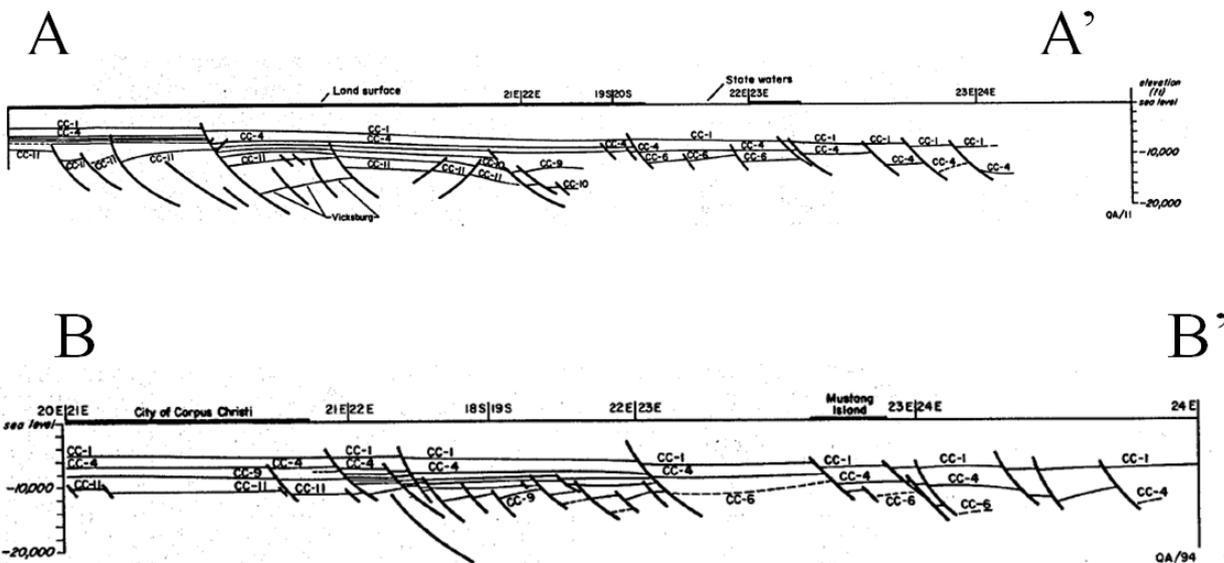 A A’
Land surface
21E|22E
19S|20S
State waters
22E|23E
23E|24E
elevation
(ft)
sea level
CC-1
CC-4
CC-11
CC-11
CC-11
CC-11
CC-4
CC-1
CC-4
CC-11
CC-11
CC-11
CC-11
CC-10
CC-9
CC-10
CC-4
CC-4
CC-6
CC-1
CC-6
CC-4
CC-6
CC-1
CC-4
CC-1
CC-4
CC-1
CC-4
CC-1
CC-4
-10,000
Vicksburg
-20,000
QA/11
B B’
20E|21E
City of Corpus Christi
21E|22E
18S|19S
22E|23E
Mustang
Island
23E|24E
24E
sea level
CC-1
CC-1
CC-1
CC-1
CC-1
CC-1
CC-4
CC-4
CC-4
CC-4
CC-4
CC-4
CC-4
CC-4
CC-9
-10,000
CC-11
CC-11
CC-11
CC-9
CC-6
CC-6
CC-6
-20,000
QA/94